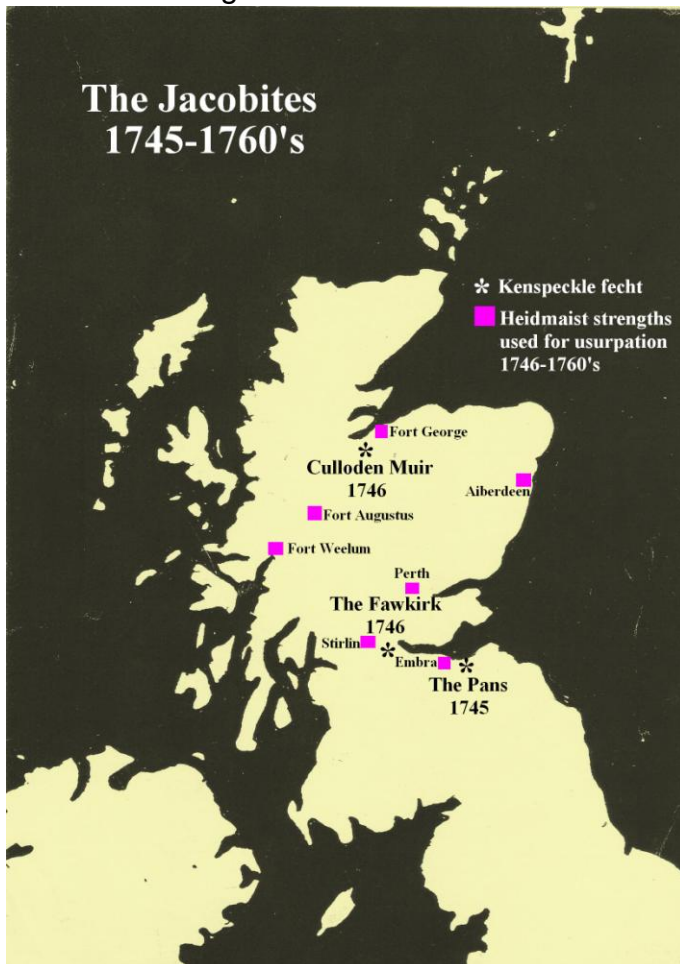 The Jacobites
1745-1760's
* Kenspeckle fecht
Heidmaist strengths
used for usurpation
1746-1760's
Fort George
Culloden Muir
1746
Aiberdeen
Fort Augustus
Fort Weelum
Perth
The Fawkirk
1746
Stirlin
Embra
The Pans
1745